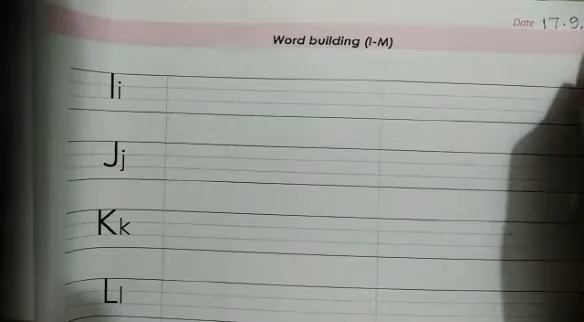 Date 17.9.
Word building (I-M)
Ii
Jj
Kk
Ll